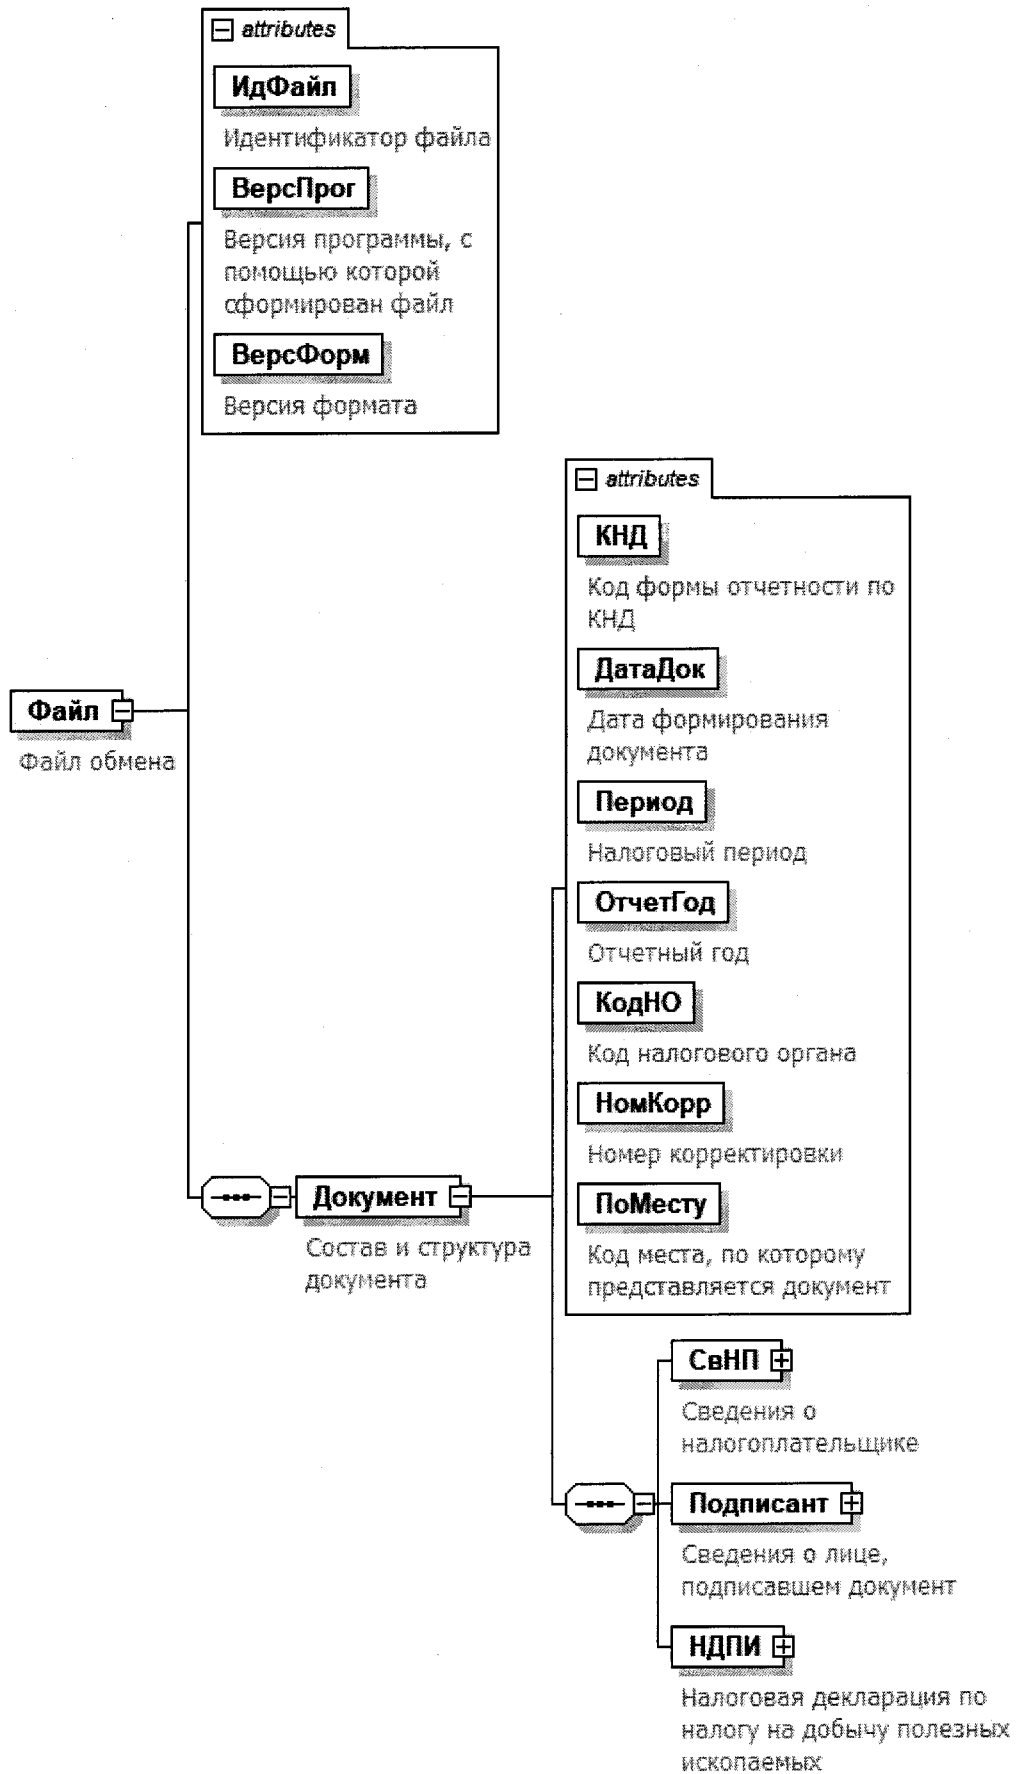 attributes
ИдФайл
Идентификатор файла
ВерсПрог
Версия программы, с
помощью которой
сформирован файл
ВерсФорм
Версия формата
attributes
КНД
Код формы отчетности по
КНД
ДатаДок
Дата формирования
документа
Файл
Файл обмена
Период
Налоговый период
ОтчетГод
Отчетный год
КодНО
Код налогового органа
НомКорр
Номер корректировки
Документ
Состав и структура
документа
ПоМесту
Код места, по которому
представляется документ
СвНП
Сведения о
налогоплательщике
Подписант
Сведения о лице,
подписавшем документ
НДПИ
Налоговая декларация по
налогу на добычу полезных
ископаемых